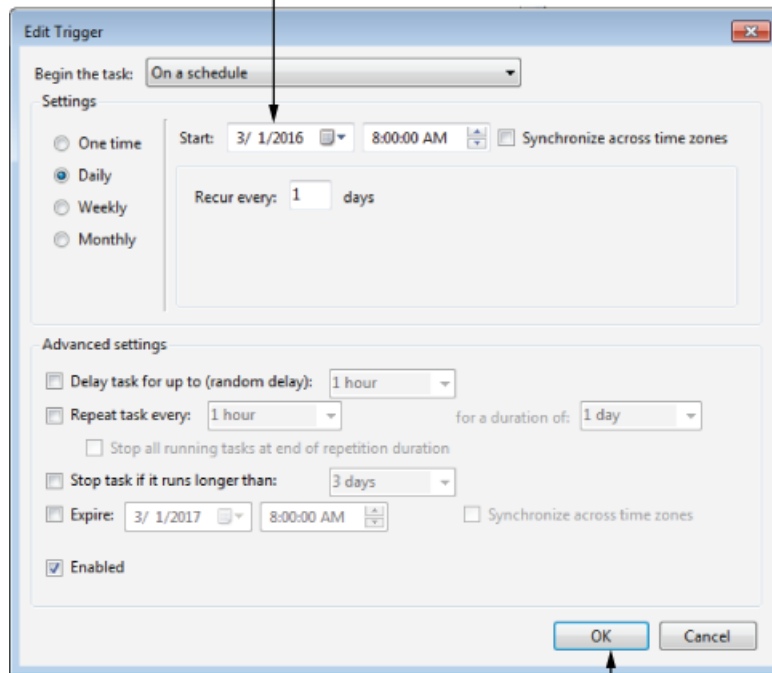 Edit Trigger
Begin the task: On a schedule
Settings
One time
Start: 3/ 1/2016 8:00:00 AM Synchronize across time zones
Daily
Recur every: 1 days
Weekly
Monthly
Advanced settings
Delay task for up to (random delay): 1 hour
Repeat task every: 1 hour for a duration of: 1 day
Stop all running tasks at end of repetition duration
Stop task if it runs longer than: 3 days
Expire: 3/ 1/2017 8:00:00 AM Synchronize across time zones
Enabled
OK Cancel